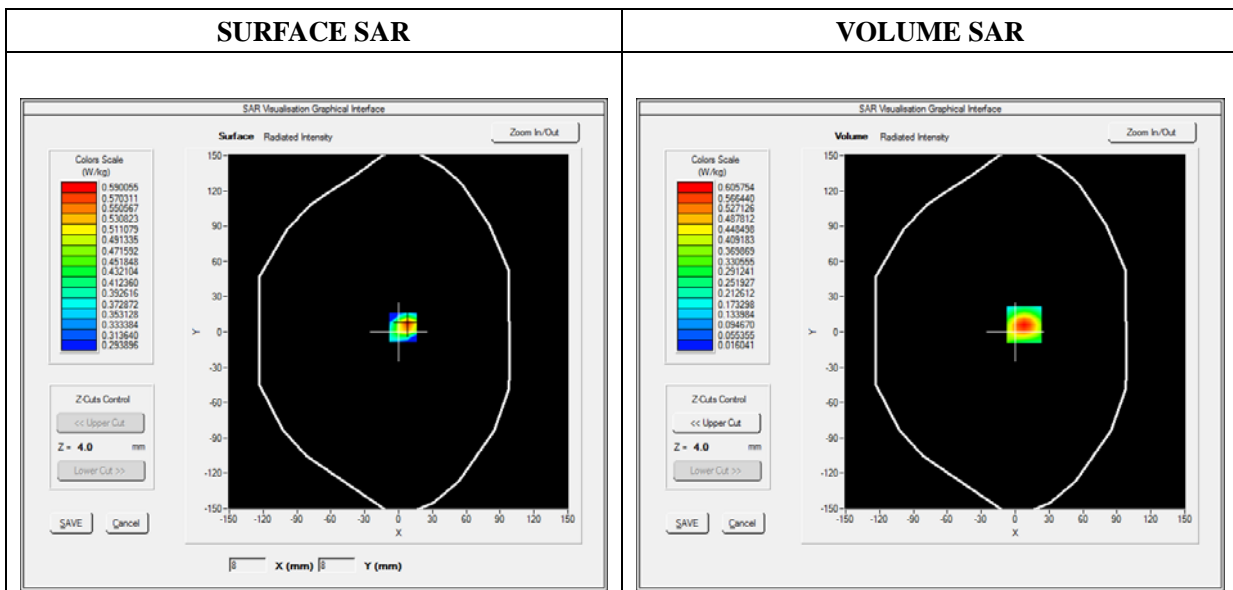 SURFACE SAR
VOLUME SAR
SAR Visualisation Graphical Interface
Surface Radiated Intensity
Zoom In/Out
Colors Scale
(W/kg)
0.590055
0.570311
0.550567
0.530823
0.511079
0.491335
0.471592
0.451848
0.432104
0.412360
0.392616
0.372872
0.353128
0.333384
0.313640
0.293896
Z-Cuts Control
<< Upper Cut
Z = 4.0 mm
Lower Cut >>
SAVE Cancel
150
120
90
60
30
0
-30
-60
-90
-120
-150
Y
-150 -120 -90 -60 -30 0 30 60 90 120 150
X
8 X (mm) 8 Y (mm)
SAR Visualisation Graphical Interface
Volume Radiated Intensity
Zoom In/Out
Colors Scale
(W/kg)
0.605754
0.566440
0.527126
0.487812
0.448498
0.409183
0.369869
0.330555
0.291241
0.251927
0.212612
0.173298
0.133984
0.094670
0.055355
0.016041
Z-Cuts Control
<< Upper Cut
Z = 4.0 mm
Lower Cut >>
SAVE Cancel
150
120
90
60
30
0
-30
-60
-90
-120
-150
Y
-150 -120 -90 -60 -30 0 30 60 90 120 150
X